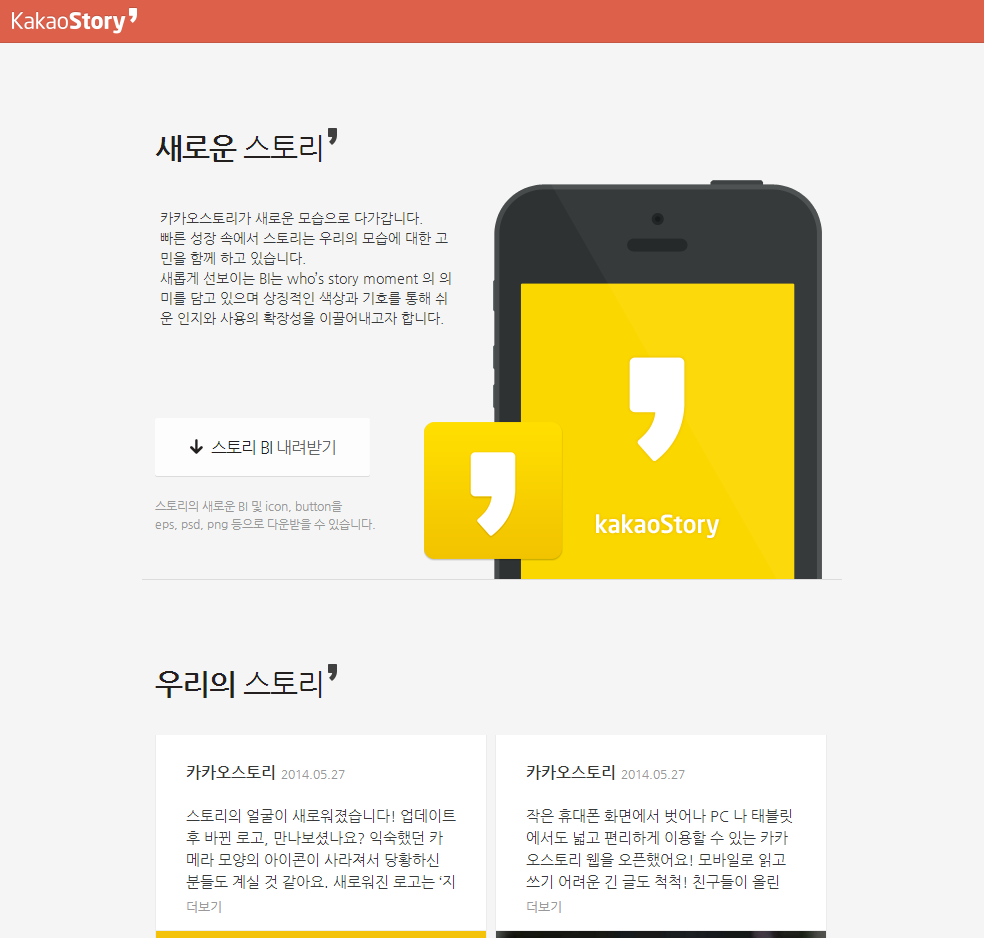 KakaoStory’
새로운 스토리’
카카오스토리가 새로운 모습으로 다가갑니다.
빠른 성장 속에서 스토리는 우리의 모습에 대한 고
민을 함께 하고 있습니다.
새롭게 선보이는 BI는 who's story moment 의 의
미를 담고 있으며 상징적인 색상과 기호를 통해 쉬
운 인지와 사용의 확장성을 이끌어내고자 합니다.
스토리 BI 내려받기
스토리의 새로운 BI 및 icon, button을
eps, psd, png 등으로 다운받을 수 있습니다.
kakaoStory
우리의 스토리’
카카오스토리 2014.05.27
스토리의 얼굴이 새로워졌습니다! 업데이트
후 바뀐 로고, 만나보셨나요? 익숙했던 카
메라 모양의 아이콘이 사라져서 당황하신
분들도 계실 것 같아요. 새로워진 로고는 ‘지
더보기
카카오스토리 2014.05.27
작은 휴대폰 화면에서 벗어나 PC 나 태블릿
에서도 넓고 편리하게 이용할 수 있는 카카
오스토리 웹을 오픈했어요! 모바일로 읽고
쓰기 어려운 긴 글도 척척! 친구들이 올린
더보기